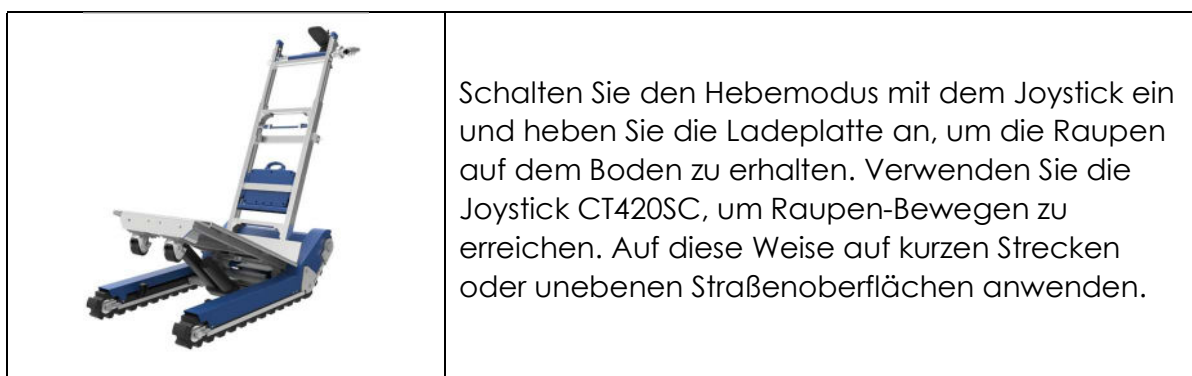 Schalten Sie den Hebemodus mit dem Joystick ein
und heben Sie die Ladeplatte an, um die Raupen
auf dem Boden zu erhalten. Verwenden Sie die
Joystick CT420SC, um Raupen-Bewegen zu
erreichen. Auf diese Weise auf kurzen Strecken
oder unebenen Straßenoberflächen anwenden.